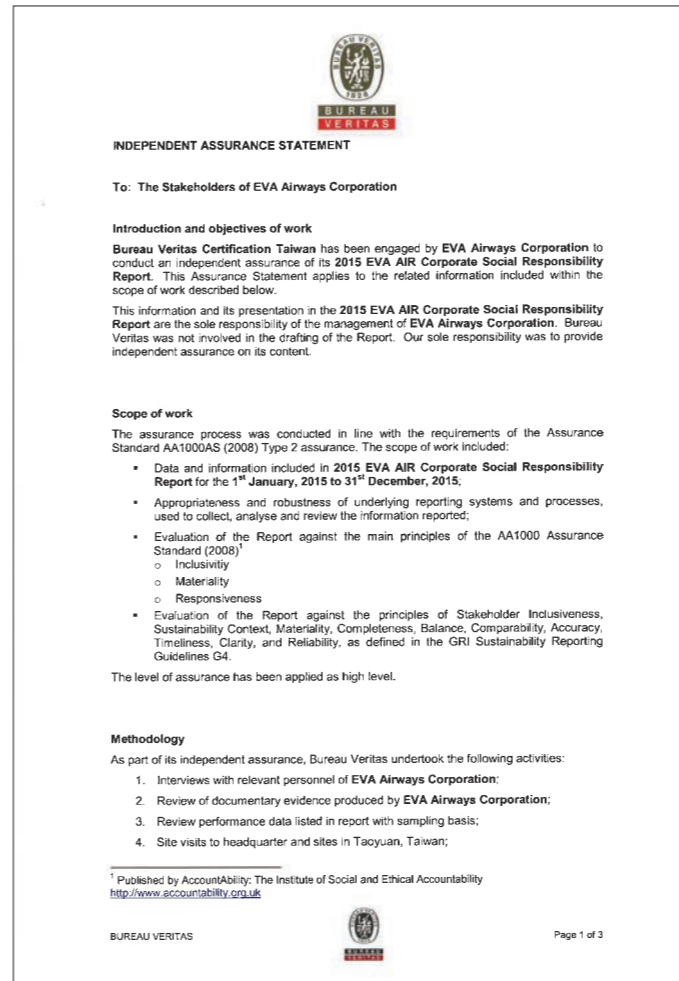 BUREAU VERITAS
1828
BUREAU
VERITAS
INDEPENDENT ASSURANCE STATEMENT
To: The Stakeholders of EVA Airways Corporation
Introduction and objectives of work
Bureau Veritas Certification Taiwan has been engaged by EVA Airways Corporation to
conduct an independent assurance of its 2015 EVA AIR Corporate Social Responsibility
Report. This Assurance Statement applies to the related information included within the
scope of work described below.
This information and its presentation in the 2015 EVA AIR Corporate Social Responsibility
Report are the sole responsibility of the management of EVA Airways Corporation. Bureau
Veritas was not involved in the drafting of the Report. Our sole responsibility was to provide
independent assurance on its content.
Scope of work
The assurance process was conducted in line with the requirements of the Assurance
Standard AA1000AS (2008) Type 2 assurance. The scope of work included:
▪ Data and information included in 2015 EVA AIR Corporate Social Responsibility
Report for the 1st January, 2015 to 31st December, 2015;
▪ Appropriateness and robustness of underlying reporting systems and processes,
used to collect, analyse and review the information reported;
▪ Evaluation of the Report against the main principles of the AA1000 Assurance
Standard (2008)1
o Inclusivitiy
o Materiality
o Responsiveness
▪ Evaluation of the Report against the principles of Stakeholder Inclusiveness,
Sustainability Context, Materiality, Completeness, Balance, Comparability, Accuracy,
Timeliness, Clarity, and Reliability, as defined in the GRI Sustainability Reporting
Guidelines G4.
The level of assurance has been applied as high level.
Methodology
As part of its independent assurance, Bureau Veritas undertook the following activities:
1. Interviews with relevant personnel of EVA Airways Corporation;
2. Review of documentary evidence produced by EVA Airways Corporation;
3. Review performance data listed in report with sampling basis;
4. Site visits to headquarter and sites in Taoyuan, Taiwan;
1 Published by AccountAbility: The Institute of Social and Ethical Accountability
http://www.accountability.org.uk
BUREAU VERITAS
BUREAU
VERITAS
Page 1 of 3